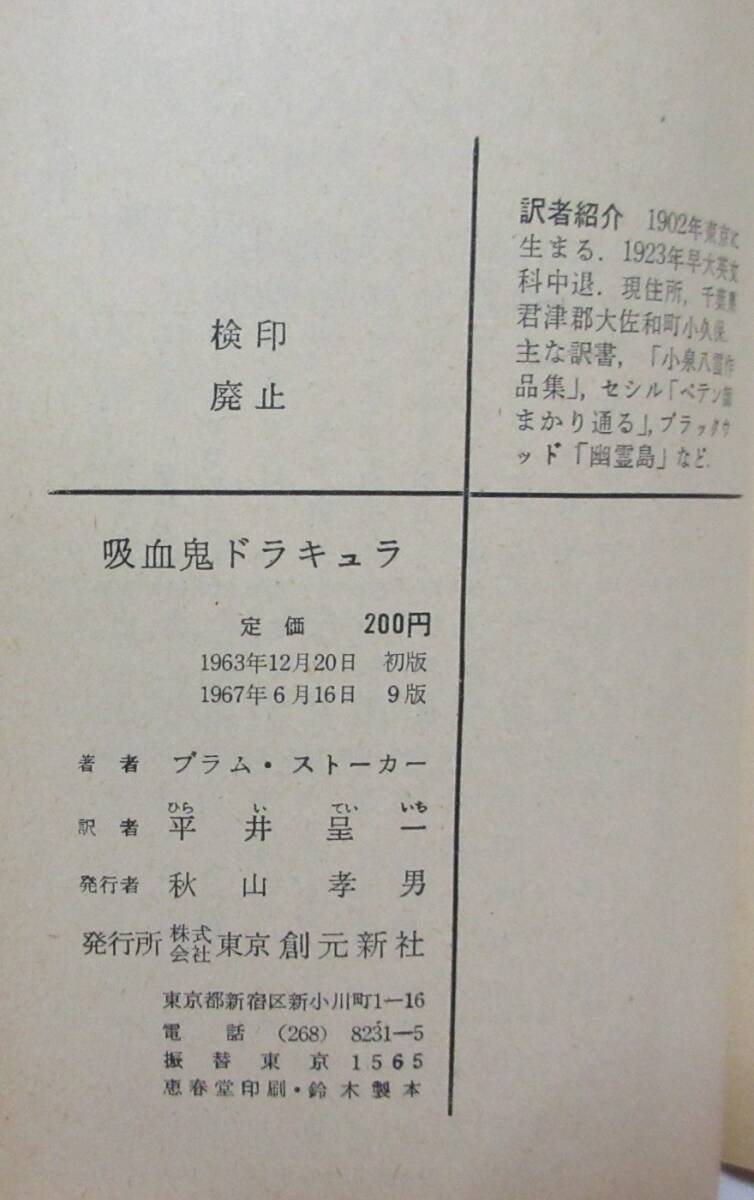 検印
廃止
訳者紹介 1902年東京に
生まる．1923年早大英文
科中退．現住所，千葉県
君津郡大佐和町小久保．
主な訳書，「小泉八雲作
品集」，セシル「ペテン師
まかり通る」，ブラックウ
ッド「幽霊島」など．
吸血鬼ドラキュラ
定価 200円
1963年12月20日 初版
1967年6月16日 9版
著者 ブラム・ストーカー
ひら い てい いち
訳者 平井呈一
発行者 秋山孝男
発行所 株式会社 東京創元新社
東京都新宿区新小川町1—16
電話 (268) 8231—5
振替東京1565
恵春堂印刷・鈴木製本